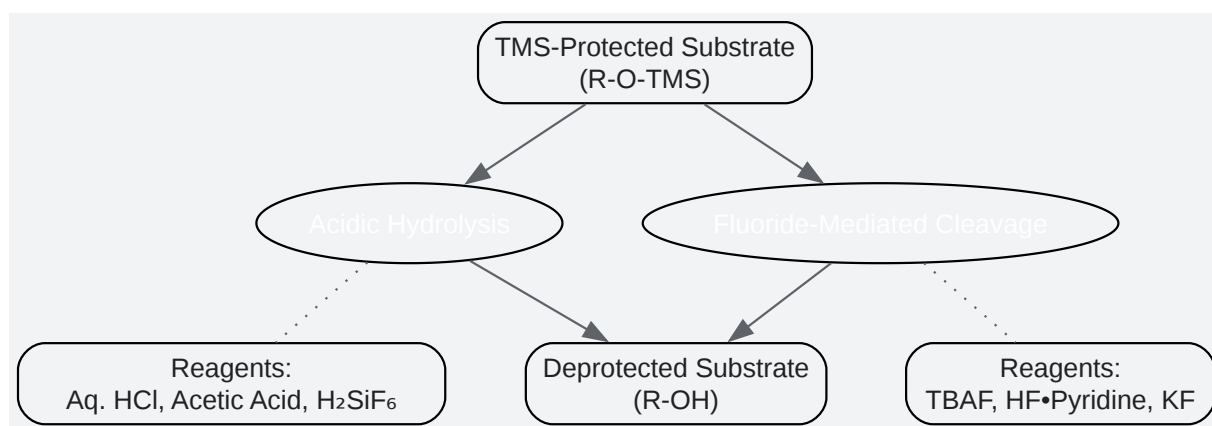 TMS-Protected Substrate
(R-O-TMS)
Acidic Hydrolysis
Fluoride-Mediated Cleavage
Reagents:
Aq. HCl, Acetic Acid, H₂SiF₆
Deprotected Substrate
(R-OH)
Reagents:
TBAF, HF•Pyridine, KF